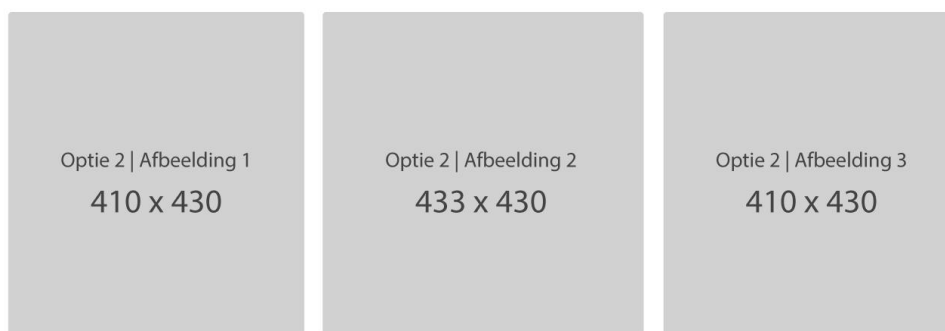 Optie 2 | Afbeelding 1
410 x 430
Optie 2 | Afbeelding 2
433 x 430
Optie 2 | Afbeelding 3
410 x 430